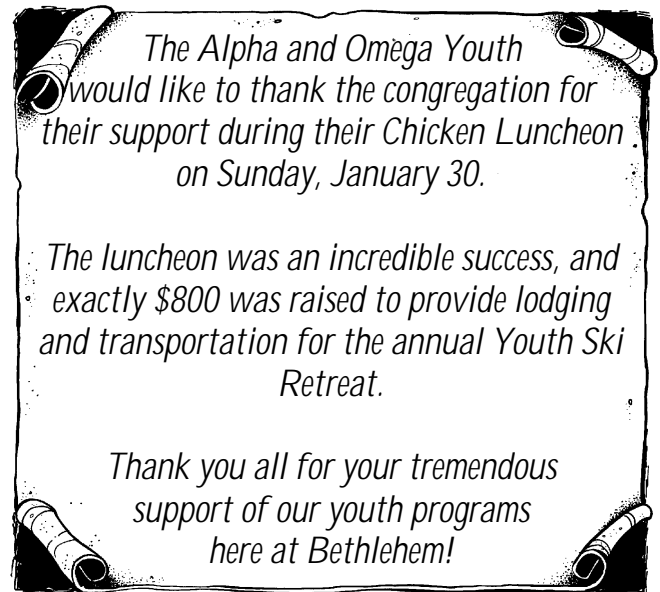 The Alpha and Omega Youth
would like to thank the congregation for
their support during their Chicken Luncheon
on Sunday, January 30.
The luncheon was an incredible success, and
exactly $800 was raised to provide lodging
and transportation for the annual Youth Ski
Retreat.
Thank you all for your tremendous
support of our youth programs
here at Bethlehem!